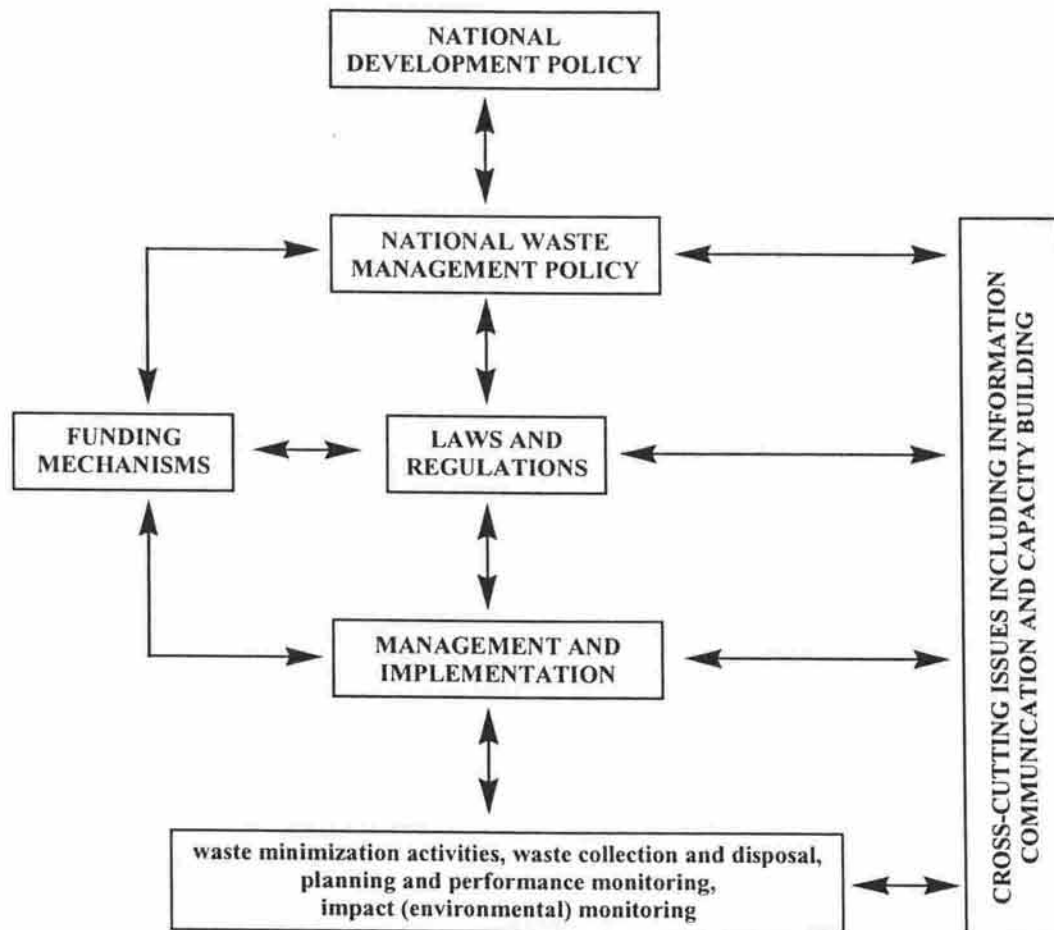 NATIONAL
DEVELOPMENT POLICY
NATIONAL WASTE
MANAGEMENT POLICY
FUNDING
MECHANISMS
LAWS AND
REGULATIONS
MANAGEMENT AND
IMPLEMENTATION
waste minimization activities, waste collection and disposal,
planning and performance monitoring,
impact (environmental) monitoring
CROSS-CUTTING ISSUES INCLUDING INFORMATION
COMMUNICATION AND CAPACITY BUILDING